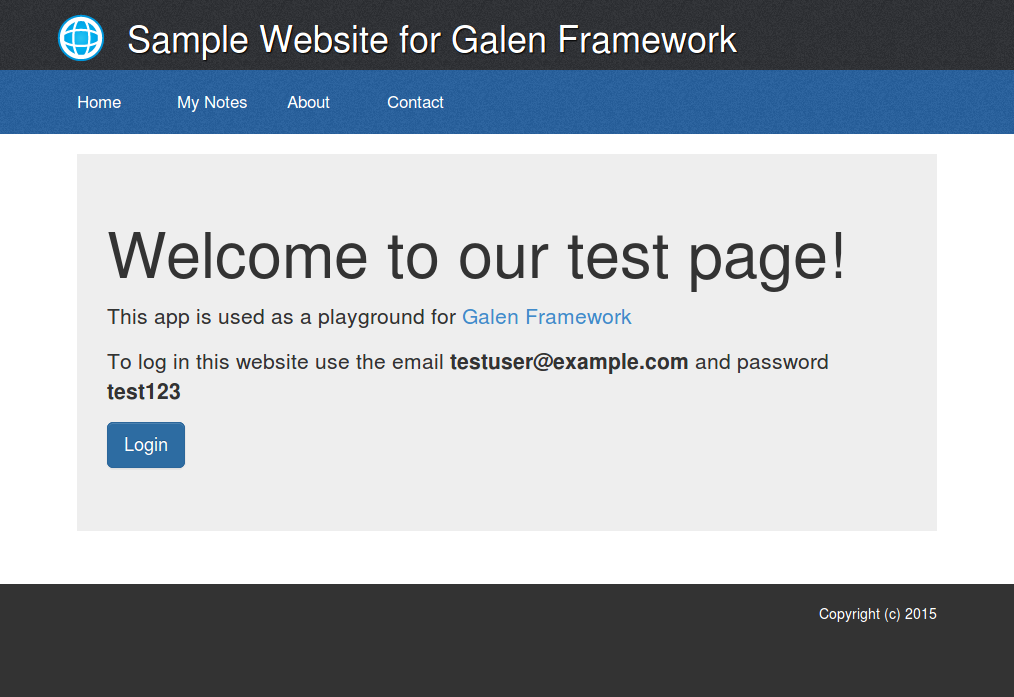 Sample Website for Galen Framework
Home My Notes About Contact
Welcome to our test page!
This app is used as a playground for Galen Framework
To log in this website use the email testuser@example.com and password
test123
Login
Copyright (c) 2015